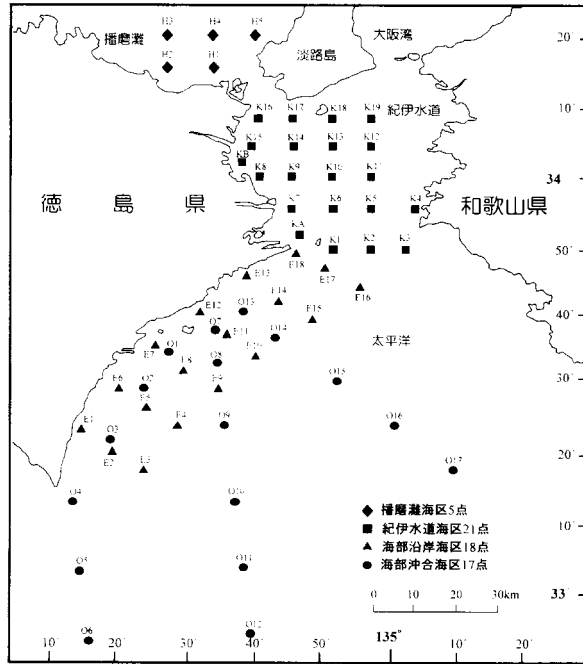 H3 H4 H5
播磨灘
淡路島
大阪湾
20′
H2 H1
K16 K17 K18 K19
10′
紀伊水道
K15 K14 K13 K12
KB
K8 K9 K10 K11
34
徳島県
K7 K6 K5 K4
和歌山県
KA
K1 K2 K3
50′
E18
E13 E17
E14 E16
E12 O13
40′
O7 E15
E11 O14
太平洋
E7 O1 E10
O8
E8 O15
30′
E6 O2 E9
E5
E1 E4 O9 O16
O3
E2 E3 O17
20′
O4 O10
播磨灘海区5点
紀伊水道海区21点
10′
海部沿岸海区18点
海部沖合海区17点
O5 O11
33
0 10 20 30km
O6 O12
10′ 20′ 30′ 40′ 50′ 135° 10′ 20′